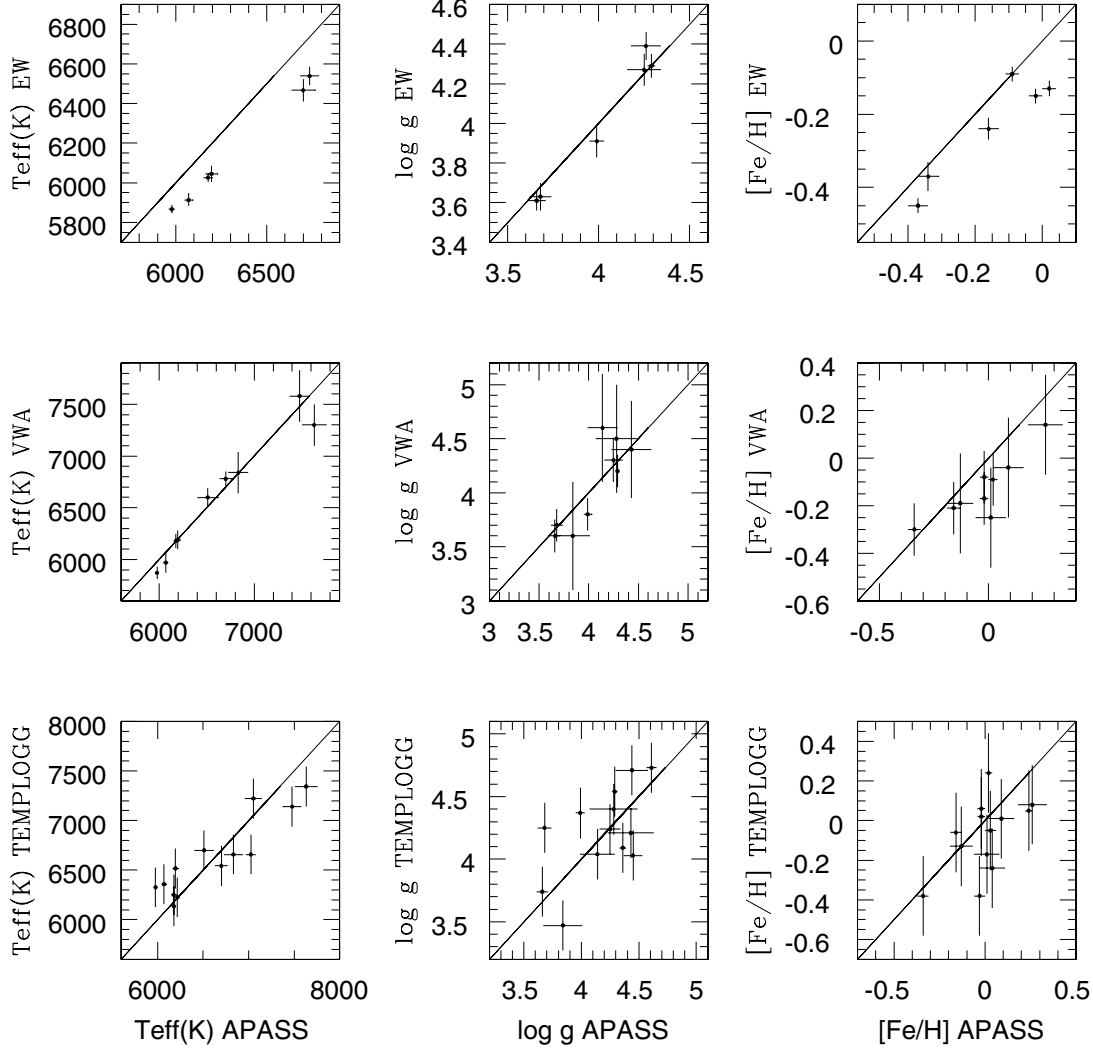 Teff(K) EW
6800
6600
6400
6200
6000
5800
6000 6500
log g EW
4.6
4.4
4.2
4
3.8
3.6
3.4
3.5 4 4.5
[Fe/H] EW
0
-0.2
-0.4
-0.4 -0.2 0
Teff(K) VWA
7500
7000
6500
6000
6000 7000
log g VWA
5
4.5
4
3.5
3
3 3.5 4 4.5 5
[Fe/H] VWA
0.4
0.2
0
-0.2
-0.4
-0.6
-0.5 0
Teff(K) TEMPLOGG
8000
7500
7000
6500
6000
6000 8000
Teff(K) APASS
log g TEMPLOGG
5
4.5
4
3.5
3.5 4 4.5 5
log g APASS
[Fe/H] TEMPLOGG
0.4
0.2
0
-0.2
-0.4
-0.6
-0.5 0 0.5
[Fe/H] APASS